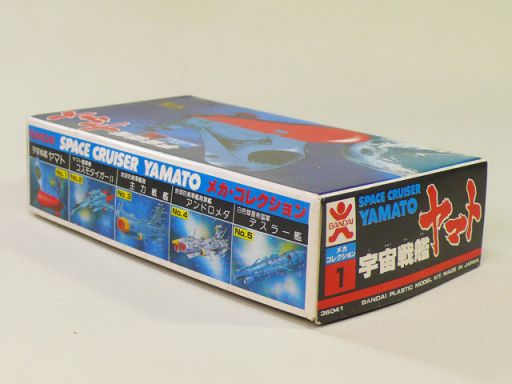 SPACE CRUISER YAMATO メカ・コレクション
宇宙戦艦 ヤマト
No.1
コスモタイガーII
No.2
主力戦艦
No.3
アンドロメダ
No.4
デスラー艦
No.5
BANDAI
メカ
コレクション
1
36041
SPACE CRUISER
YAMATO
宇宙戦艦
ヤマト
BANDAI PLASTIC MODEL KIT. MADE IN JAPAN.